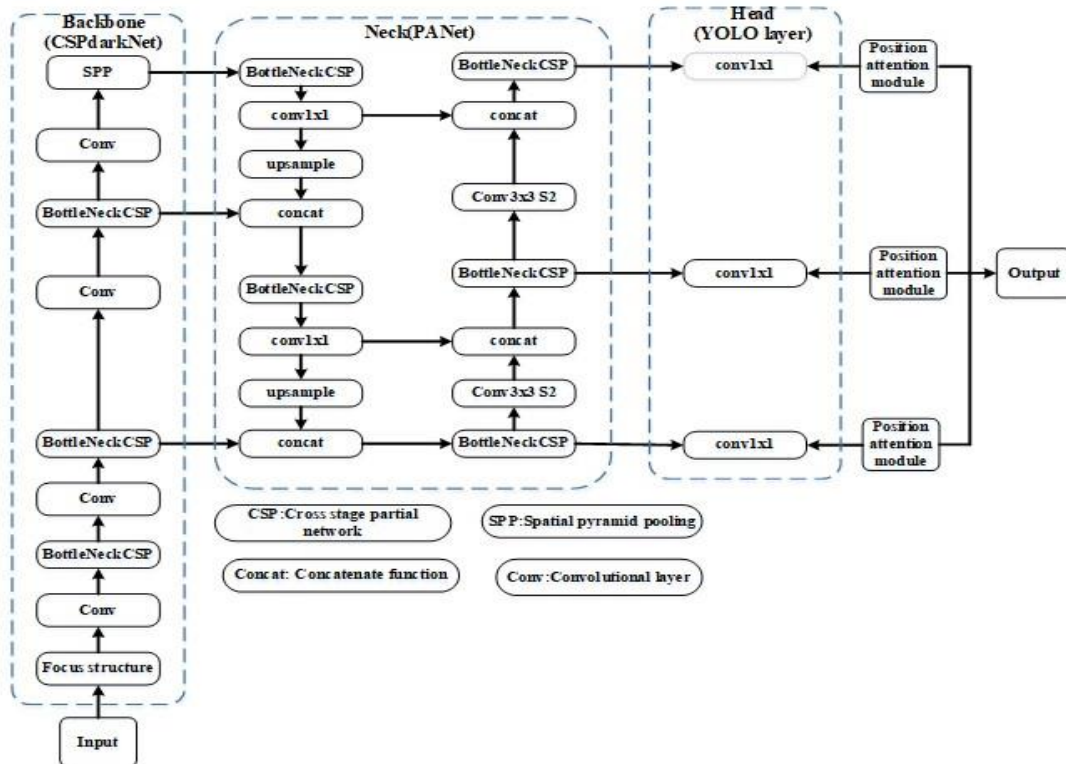 Backbone
(CSPdarkNet)
SPP
Conv
BottleNeckCSP
Conv
BottleNeckCSP
Conv
BottleNeckCSP
Conv
Focus structure
Input
Neck(PANet)
BottleNeckCSP
conv1x1
upsample
concat
BottleNeckCSP
conv1x1
upsample
concat
BottleNeckCSP
concat
Conv3x3 S2
BottleNeckCSP
concat
Conv3x3 S2
BottleNeckCSP
Head
(YOLO layer)
conv1x1
conv1x1
conv1x1
Position
attention
module
Position
attention
module
Position
attention
module
Output
CSP:Cross stage partial
network
SPP:Spatial pyramid pooling
Concat: Concatenate function
Conv:Convolutional layer